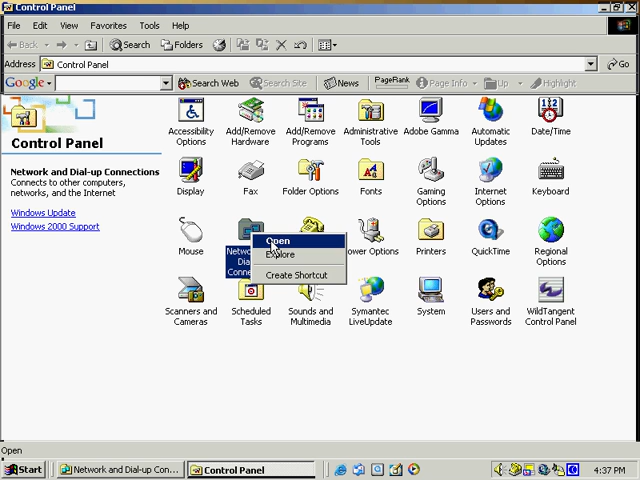 Control Panel
File Edit View Favorites Tools Help
Back Search Folders
Address Control Panel Go
Google Search Web Search Site News PageRank Page Info Up Highlight
Control Panel
Network and Dial-up Connections
Connects to other computers,
networks, and the Internet
Windows Update
Windows 2000 Support
Accessibility Options
Add/Remove Hardware
Add/Remove Programs
Administrative Tools
Adobe Gamma
Automatic Updates
Date/Time
Display
Fax
Folder Options
Fonts
Gaming Options
Internet Options
Keyboard
Mouse
Open
Explore
Create Shortcut
Options
Printers
QuickTime
Regional Options
Scanners and Cameras
Scheduled Tasks
Sounds and Multimedia
Symantec LiveUpdate
System
Users and Passwords
WildTangent Control Panel
Open
Start Network and Dial-up Con... Control Panel 4:37 PM